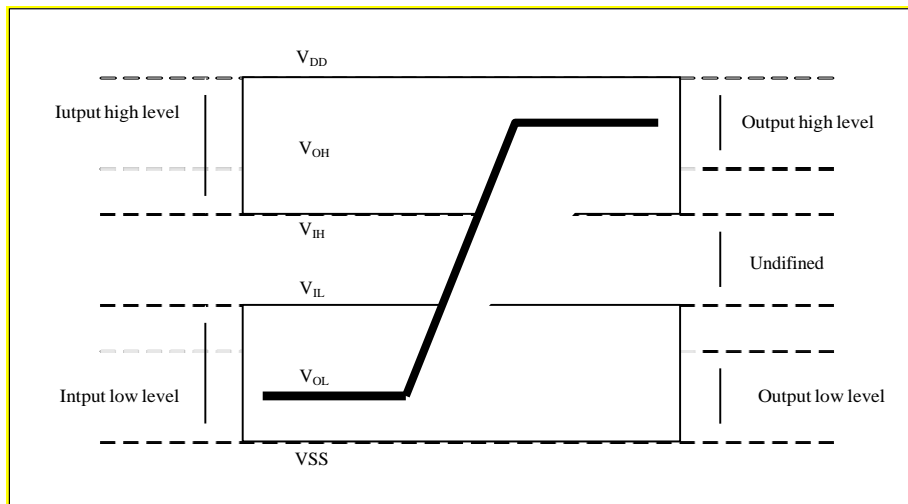 V_DD
Iutput high level
Output high level
V_OH
V_IH
Undifined
V_IL
V_OL
Intput low level
Output low level
VSS